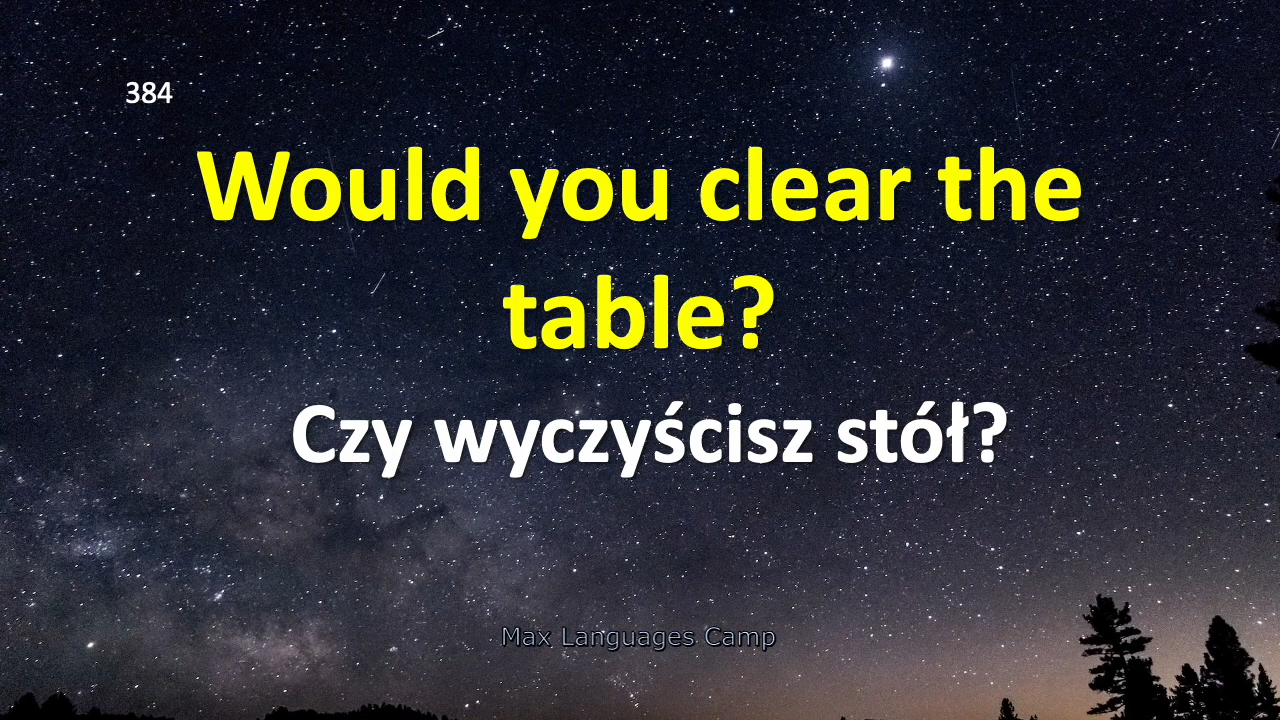 384
Would you clear the
table?
Czy wyczyścisz stół?
Max Languages Camp